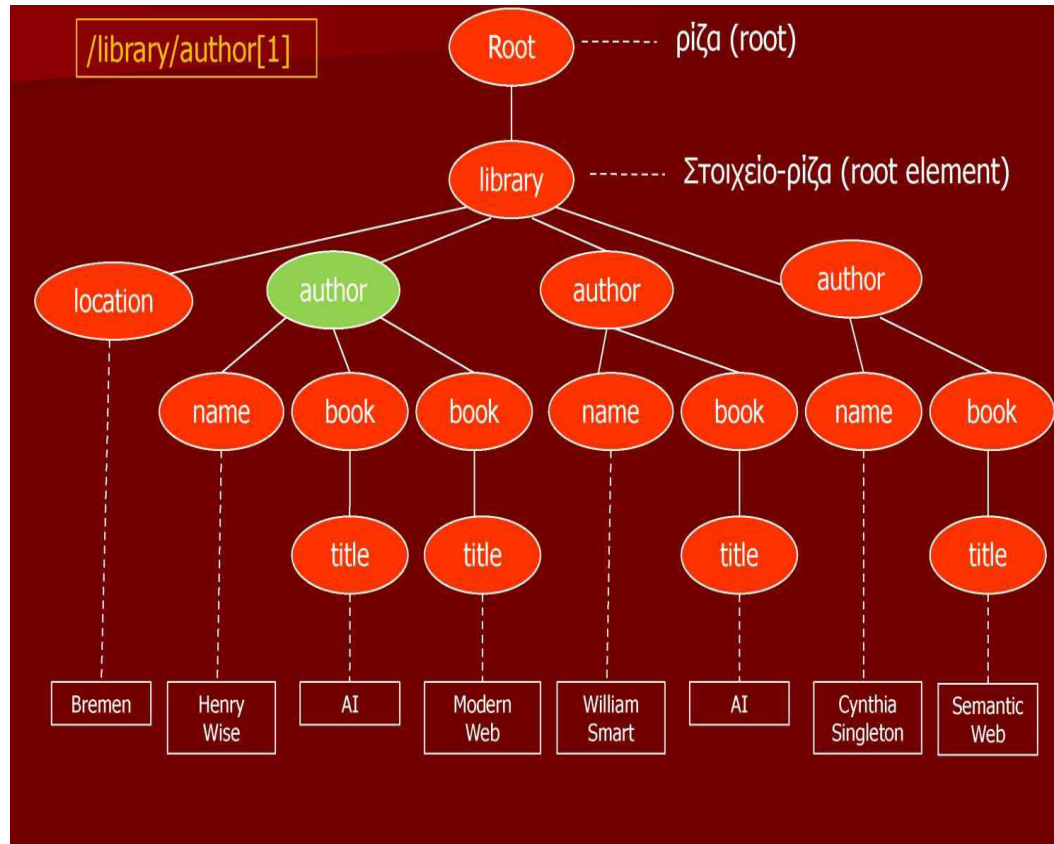 /library/author[1]
Root
ρίζα (root)
library
Στοιχείο-ρίζα (root element)
location
author
author
author
name
book
book
name
book
name
book
title
title
title
title
Bremen
Henry
Wise
AI
Modern
Web
William
Smart
AI
Cynthia
Singleton
Semantic
Web